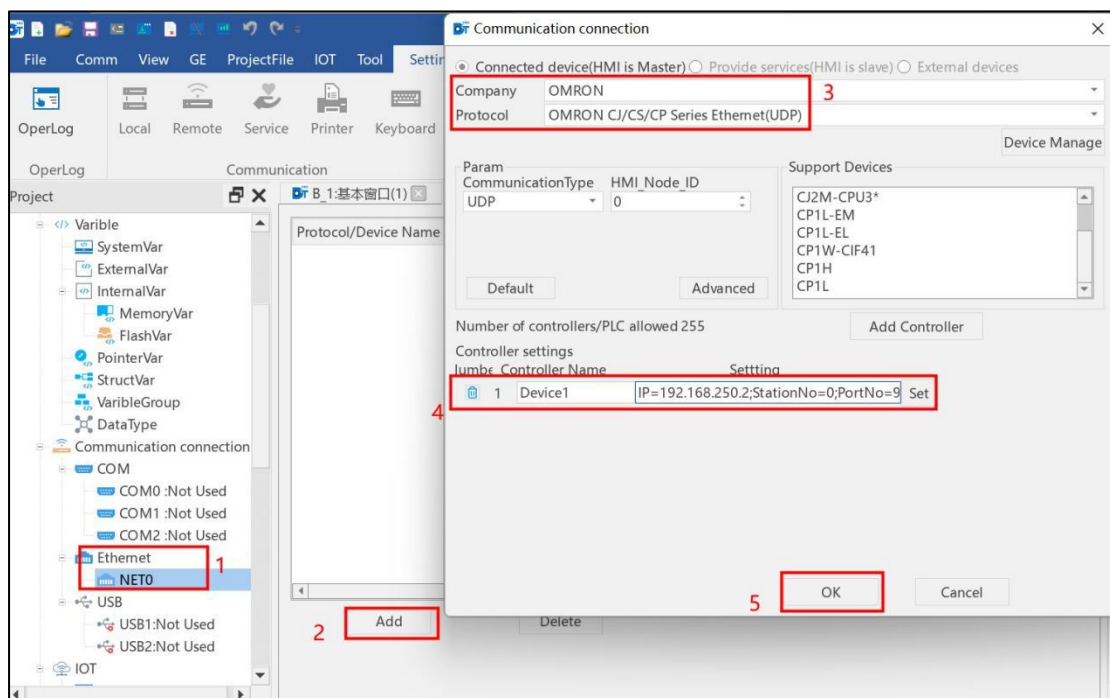 File Comm View GE ProjectFile IOT Tool Settin
OperLog Local Remote Service Printer Keyboard
OperLog Communication
Project
B_1:基本窗口(1)
Varible
SystemVar
ExternalVar
InternalVar
MemoryVar
FlashVar
PointerVar
StructVar
VaribleGroup
DataType
Communication connection
COM
COM0 :Not Used
COM1 :Not Used
COM2 :Not Used
Ethernet
1
NET0
USB
USB1:Not Used
USB2:Not Used
IOT
Protocol/Device Name
2
Add Delete
Communication connection
Connected device(HMI is Master) Provide services(HMI is slave) External devices
Company OMRON
3
Protocol OMRON CJ/CS/CP Series Ethernet(UDP)
Device Manage
Param
CommunicationType HMI_Node_ID
UDP 0
Default Advanced
Support Devices
CJ2M-CPU3*
CP1L-EM
CP1L-EL
CP1W-CIF41
CP1H
CP1L
Number of controllers/PLC allowed 255 Add Controller
Controller settings
Jumbe Controller Name Settting
4
1 Device1 IP=192.168.250.2;StationNo=0;PortNo=9 Set
5
OK Cancel